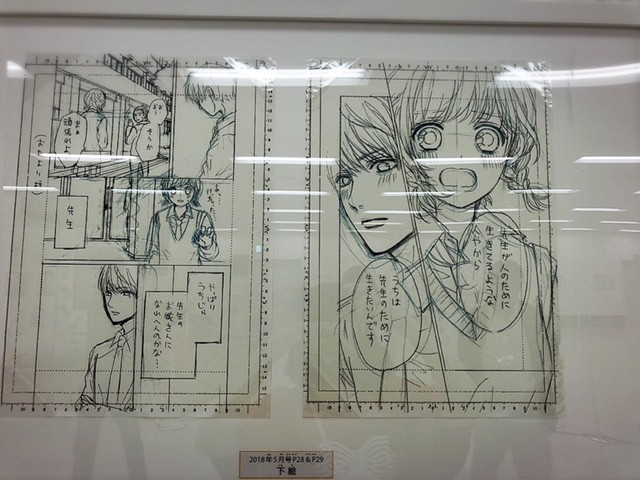 先生が人のために
生きてるような
人やから
うちは
先生のために
生きたいんです
そうか
頑張れよ
先生
やっぱり
うちじゃ
先生の
お嫁さんに
なれへんのかな…
2018年5月号P28&P29
下絵